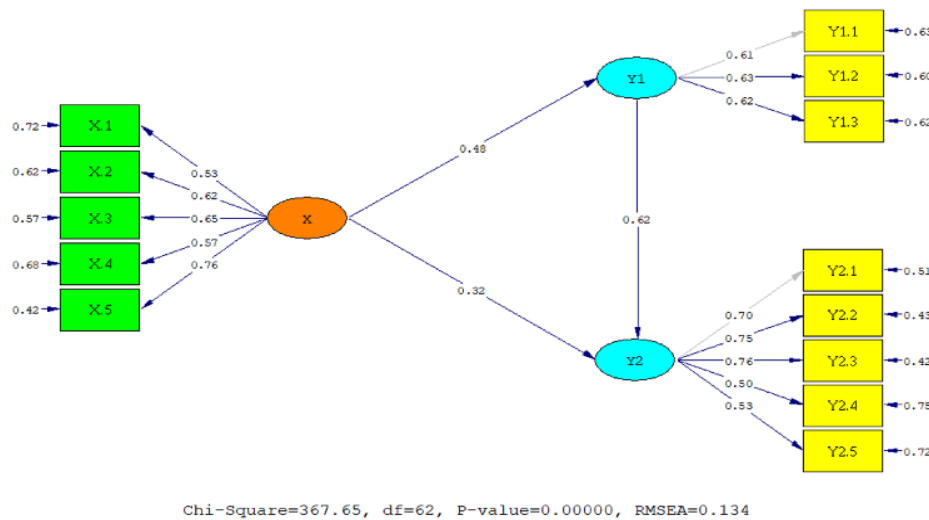 Y1.1
0.63
0.61
Y1
Y1.2
0.60
0.63
Y1.3
0.62
0.62
0.72
X.1
0.48
0.53
0.62
X.2
0.62
0.57
X.3
0.65
X
0.62
0.57
0.68
X.4
0.76
Y2.1
0.51
0.32
0.42
X.5
0.70
Y2.2
0.43
0.75
Y2
0.76
Y2.3
0.42
0.50
Y2.4
0.75
0.53
Y2.5
0.72
Chi-Square=367.65, df=62, P-value=0.00000, RMSEA=0.134